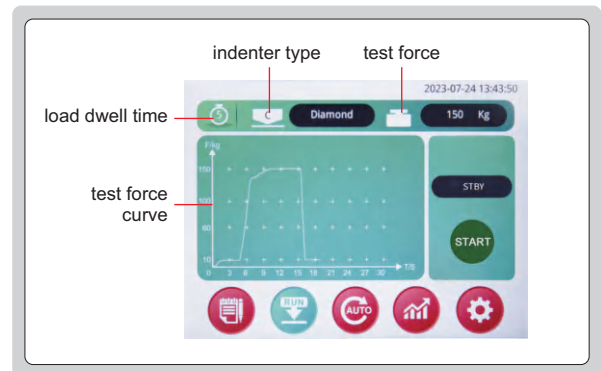 indenter type
test force
2023-07-24 13:43:50
load dwell time
5
C
Diamond
150 Kg
F/kg
150
100
60
10
0 3 6 9 12 15 18 21 24 27 30
T/S
test force
curve
STBY
START
RUN
AUTO